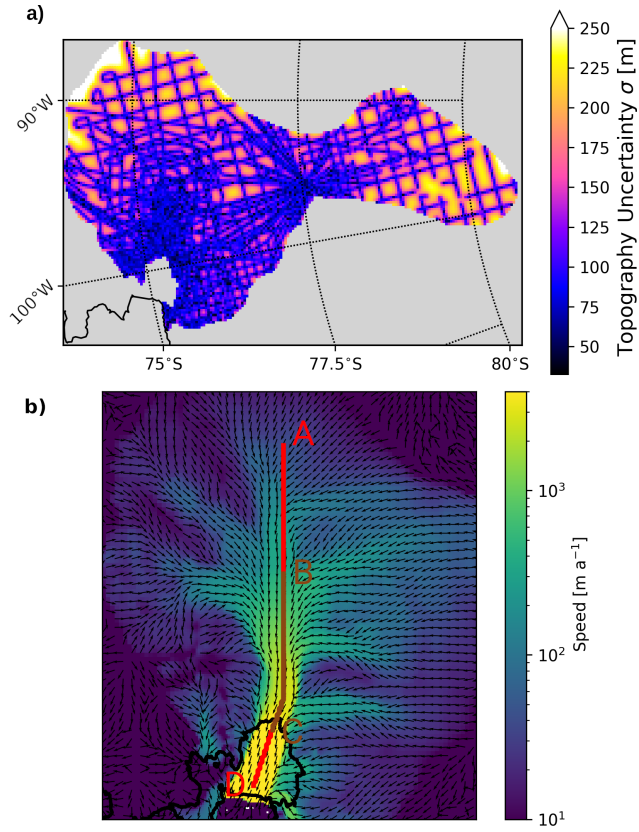 a)
90°W
100°W
75°S
77.5°S
80°S
250
225
200
175
150
125
100
75
50
Topography Uncertainty σ [m]
b)
A
B
C
D
10³
10²
10¹
Speed [m a⁻¹]